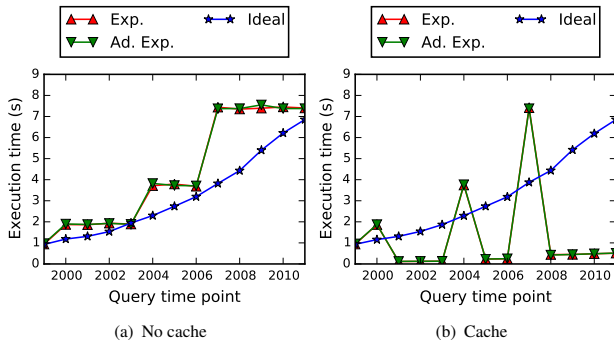 Exp.
Ad. Exp.
Ideal
Execution time (s)
9
8
7
6
5
4
3
2
1
0
2000 2002 2004 2006 2008 2010
Query time point
(a) No cache
Exp.
Ad. Exp.
Ideal
Execution time (s)
9
8
7
6
5
4
3
2
1
0
2000 2002 2004 2006 2008 2010
Query time point
(b) Cache